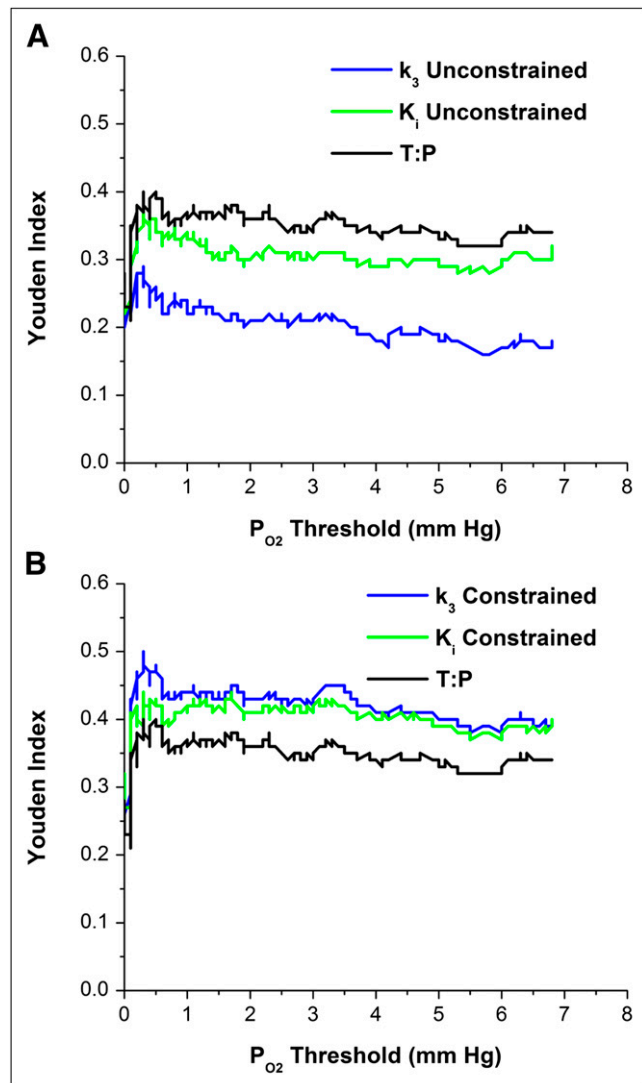 A
k3 Unconstrained
Ki Unconstrained
T:P
0.6
0.5
0.4
0.3
0.2
0.1
0.0
Youden Index
0 1 2 3 4 5 6 7 8
PO2 Threshold (mm Hg)
B
k3 Constrained
Ki Constrained
T:P
0.6
0.5
0.4
0.3
0.2
0.1
0.0
Youden Index
0 1 2 3 4 5 6 7 8
PO2 Threshold (mm Hg)